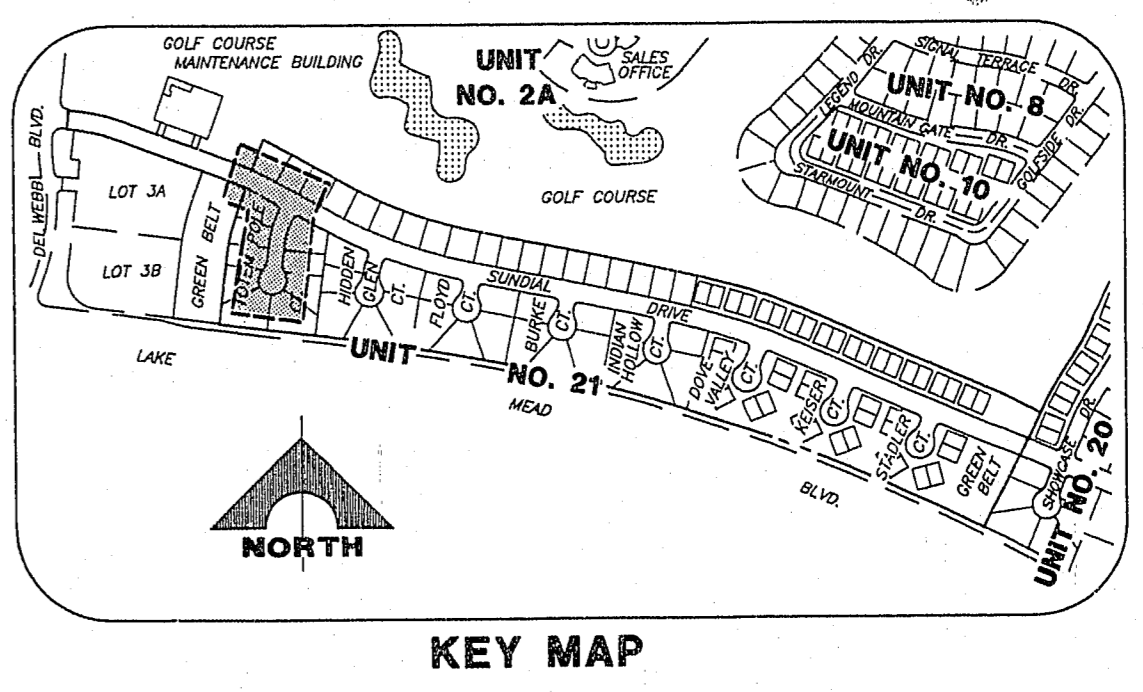 GOLF COURSE
MAINTENANCE BUILDING
UNIT
NO. 2A
SALES
OFFICE
SIGNAL TERRACE DR.
UNIT NO. 8
LEGEND DR.
MOUNTAIN GATE DR.
GOLFSIDE DR.
UNIT NO. 10
STARMOUNT DR.
GOLF COURSE
DEL WEBB BLVD.
LOT 3A
LOT 3B
GREEN BELT
TOTEM POLE
CT.
HIDDEN
GLEN
CT.
FLOYD
CT.
SUNDIAL
DRIVE
BURKE
CT.
INDIAN
HOLLOW
CT.
DOVE
VALLEY
CT.
KEISER
CT.
STADLER
CT.
GREEN
BELT
SHOWCASE DR.
UNIT NO. 20
UNIT
NO. 21
LAKE
MEAD
BLVD.
NORTH
KEY MAP